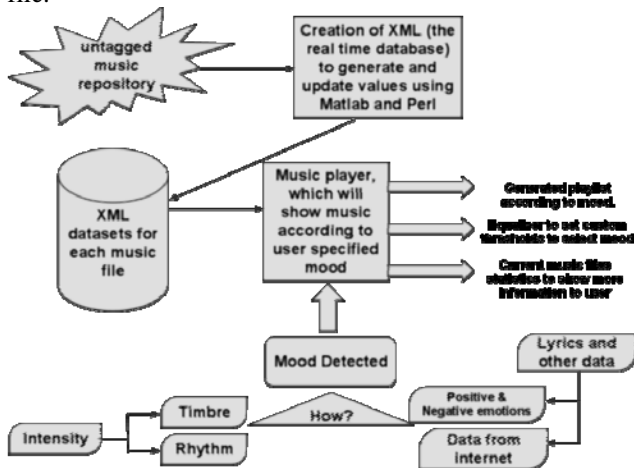 untagged
music
repository
Creation of XML (the
real time database)
to generate and
update values using
Matlab and Perl
XML
datasets for
each music
file
Music player,
which will
show music
according to
user specified
mood
Generated playlist
according to mood.
Equalizer to set custom
thresholds to select mood
Current music files
statistics to show more
information to user
Mood Detected
How?
Intensity
Timbre
Rhythm
Lyrics and
other data
Positive &
Negative emotions
Data from
internet